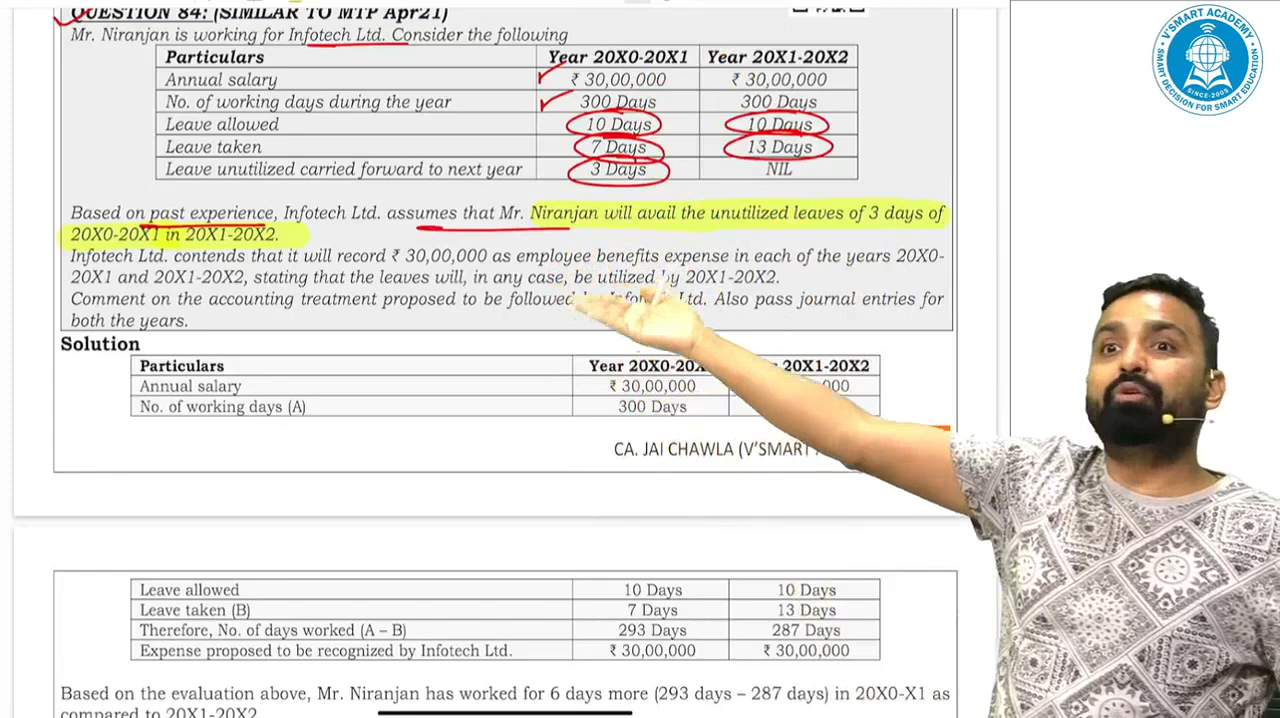 QUESTION 84: (SIMILAR TO MTP Apr21)
Mr. Niranjan is working for Infotech Ltd. Consider the following
Particulars Year 20X0-20X1 Year 20X1-20X2
Annual salary ₹ 30,00,000 ₹ 30,00,000
No. of working days during the year 300 Days 300 Days
Leave allowed 10 Days 10 Days
Leave taken 7 Days 13 Days
Leave unutilized carried forward to next year 3 Days NIL
Based on past experience, Infotech Ltd. assumes that Mr. Niranjan will avail the unutilized leaves of 3 days of
20X0-20X1 in 20X1-20X2.
Infotech Ltd. contends that it will record ₹ 30,00,000 as employee benefits expense in each of the years 20X0-
20X1 and 20X1-20X2, stating that the leaves will, in any case, be utilized by 20X1-20X2.
Comment on the accounting treatment proposed to be followed Ltd. Also pass journal entries for
both the years.
Solution
Particulars Year 20X1-20X2
Annual salary ₹ 30,00,000
No. of working days (A) 300 Days
CA. JAI CHAWLA (V'SMART
Leave allowed 10 Days 10 Days
Leave taken (B) 7 Days 13 Days
Therefore, No. of days worked (A – B) 293 Days 287 Days
Expense proposed to be recognized by Infotech Ltd. ₹ 30,00,000 ₹ 30,00,000
Based on the evaluation above, Mr. Niranjan has worked for 6 days more (293 days – 287 days) in 20X0-X1 as
compared to 20X1-20X2
V'SMART ACADEMY
SINCE-2005
SMART DECISION FOR SMART EDUCATION